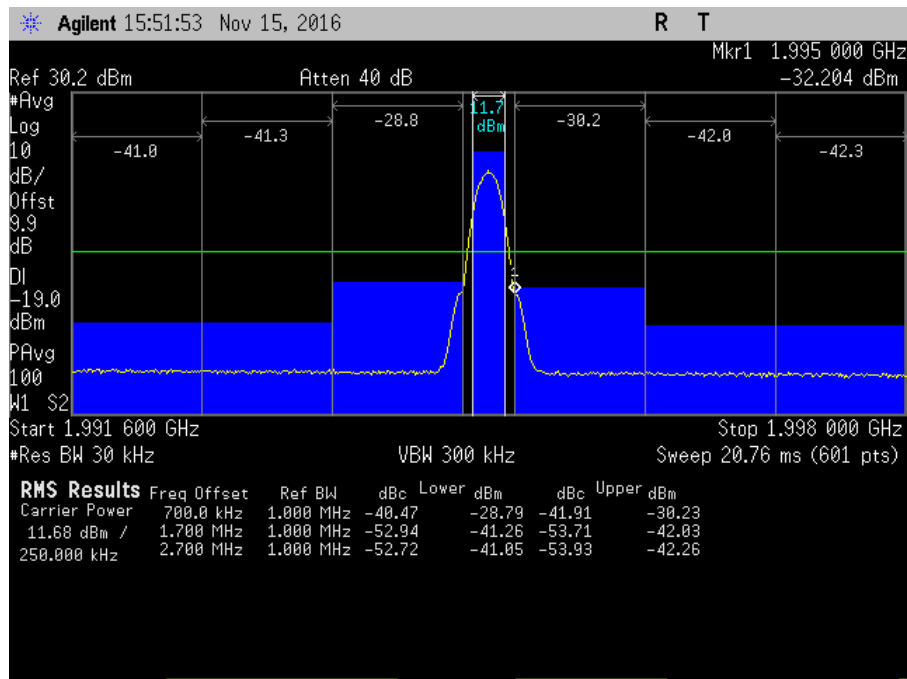 Agilent 15:51:53 Nov 15, 2016 R T
Mkr1 1.995 000 GHz
Ref 30.2 dBm Atten 40 dB -32.204 dBm
#Avg
Log
10
dB/
Offst
9.9
dB
DI
-19.0
dBm
PAvg
100
W1 S2
-41.0 -41.3 -28.8 11.7 dBm -30.2 -42.0 -42.3
1
Start 1.991 600 GHz Stop 1.998 000 GHz
#Res BW 30 kHz VBW 300 kHz Sweep 20.76 ms (601 pts)
RMS Results Freq Offset Ref BW dBc Lower dBm dBc Upper dBm
Carrier Power 700.0 kHz 1.000 MHz -40.47 -28.79 -41.91 -30.23
11.68 dBm / 1.700 MHz 1.000 MHz -52.94 -41.26 -53.71 -42.03
250.000 kHz 2.700 MHz 1.000 MHz -52.72 -41.05 -53.93 -42.26